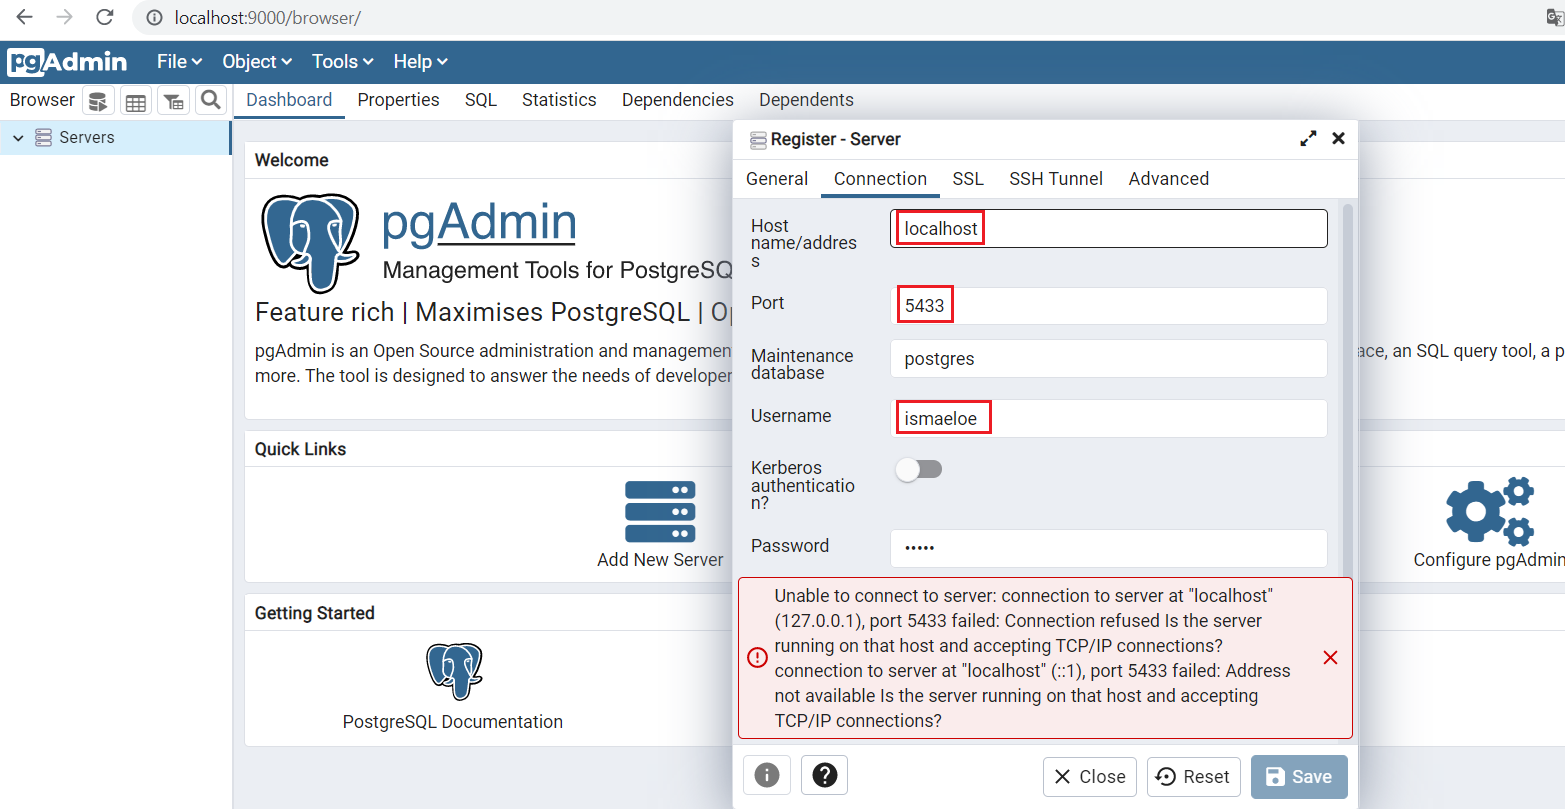 localhost:9000/browser/
pgAdmin File Object Tools Help
Browser Dashboard Properties SQL Statistics Dependencies Dependents
Servers
Welcome
pgAdmin
Management Tools for PostgreSQ
Feature rich | Maximises PostgreSQL | Op
pgAdmin is an Open Source administration and managemen
ace, an SQL query tool, a p
more. The tool is designed to answer the needs of developer
Quick Links
Add New Server
Configure pgAdmin
Getting Started
PostgreSQL Documentation
Register - Server
General Connection SSL SSH Tunnel Advanced
Host
name/addres
s
localhost
Port
5433
Maintenance
database
postgres
Username
ismaeloe
Kerberos
authenticatio
n?
Password
•••••
Unable to connect to server: connection to server at "localhost"
(127.0.0.1), port 5433 failed: Connection refused Is the server
running on that host and accepting TCP/IP connections?
connection to server at "localhost" (::1), port 5433 failed: Address
not available Is the server running on that host and accepting
TCP/IP connections?
Close Reset Save